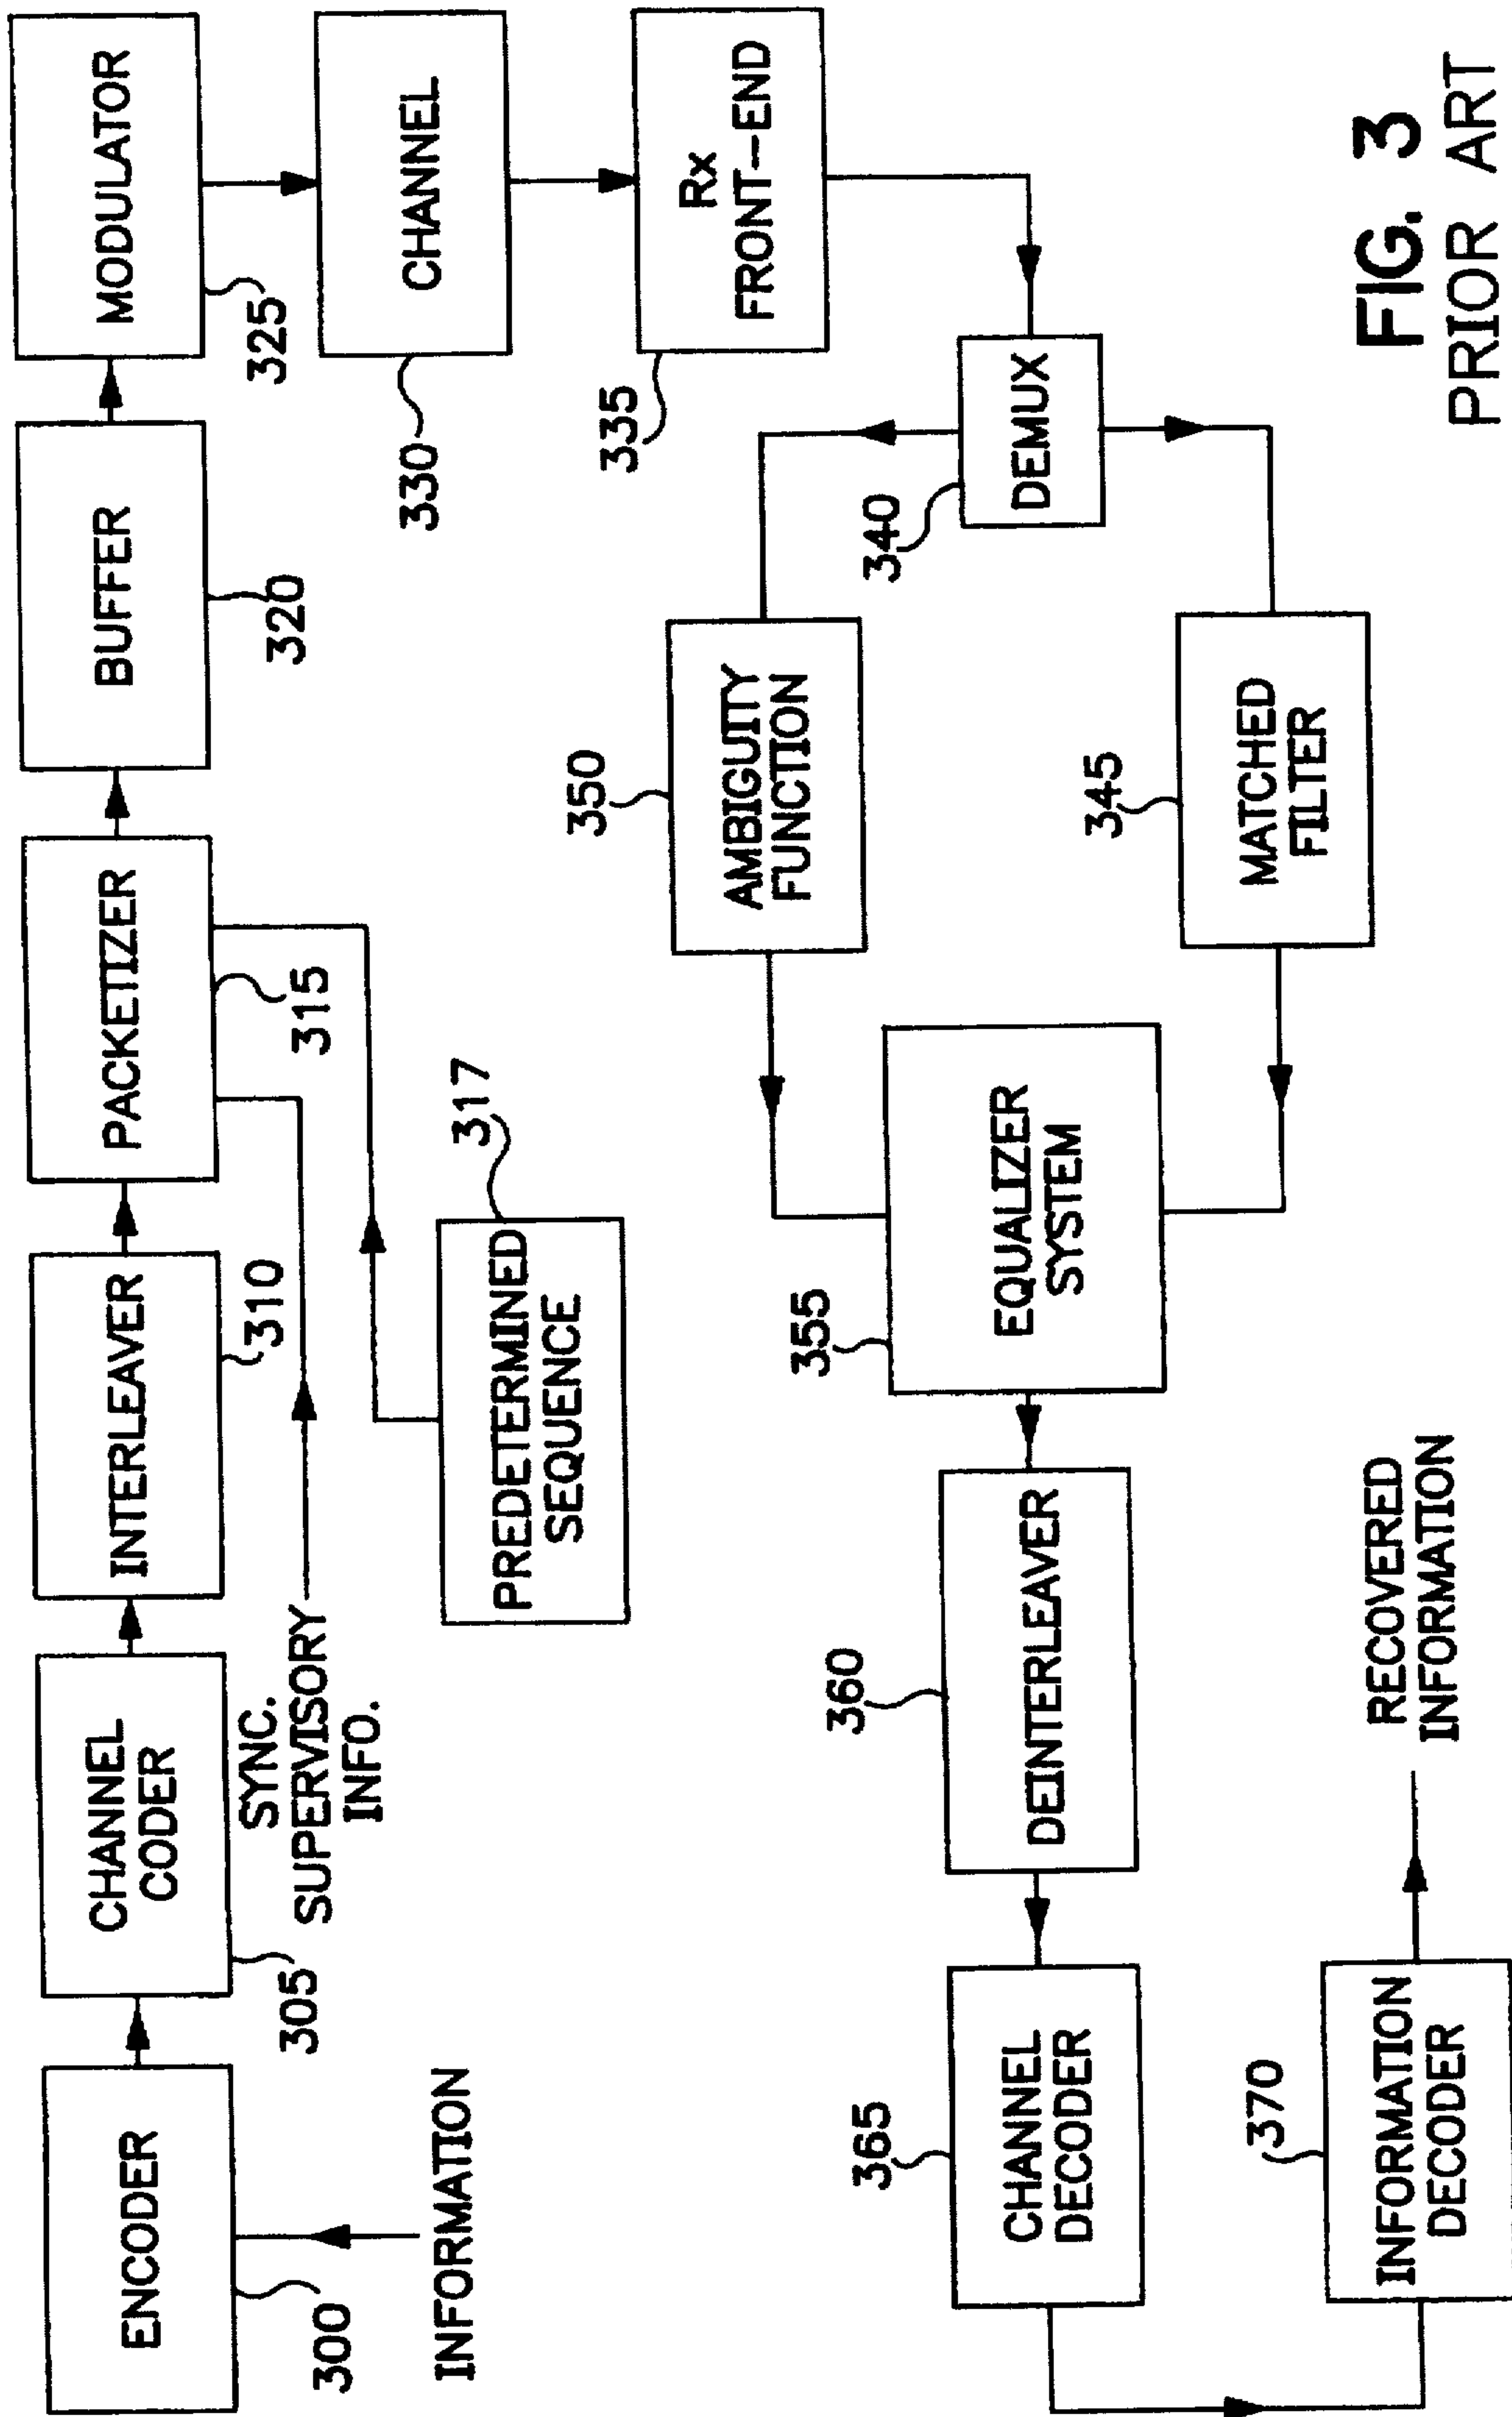 ENCODER
300
INFORMATION
CHANNEL
CODER
305
INTERLEAVER
310
SYNC.
SUPERVISORY
INFO.
PACKETIZER
315
PREDETERMINED
SEQUENCE
317
BUFFER
320
MODULATOR
325
CHANNEL
330
Rx
FRONT--END
335
DEMUX
340
AMBIGUITY
FUNCTION
350
MATCHED
FILTER
345
EQUALIZER
SYSTEM
355
DEINTERLEAVER
360
CHANNEL
DECODER
365
INFORMATION
DECODER
370
RECOVERED
INFORMATION
FIG. 3
PRIOR ART